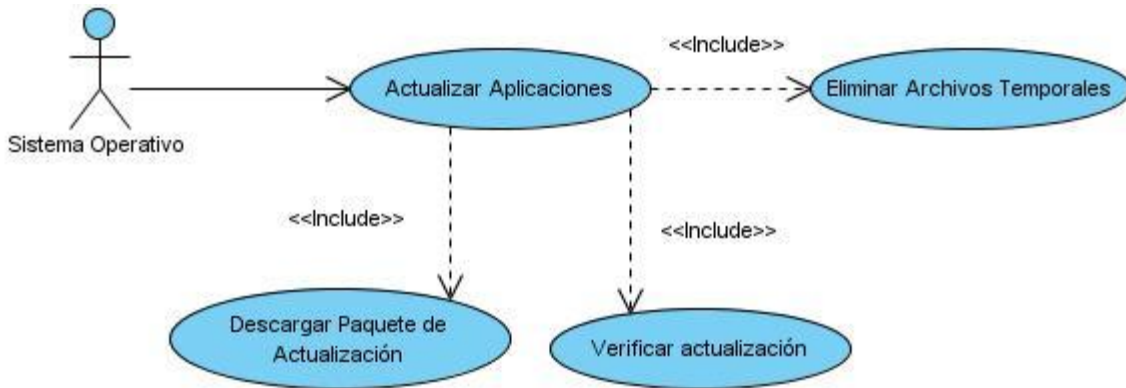 <<Include>>
Actualizar Aplicaciones
Eliminar Archivos Temporales
Sistema Operativo
<<Include>>
<<Include>>
Descargar Paquete de
Actualización
Verificar actualización